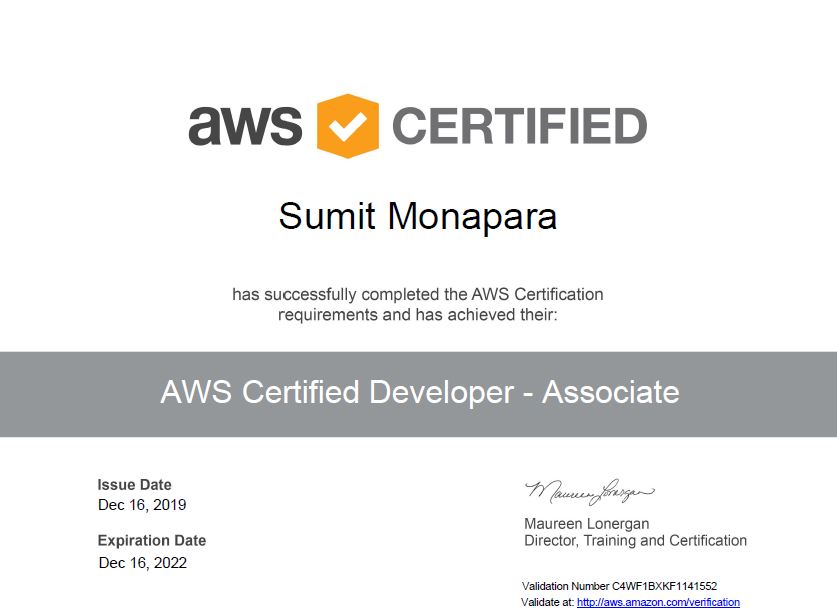 aws CERTIFIED
Sumit Monapara
has successfully completed the AWS Certification
requirements and has achieved their:
AWS Certified Developer - Associate
Issue Date
Dec 16, 2019
Expiration Date
Dec 16, 2022
Maureen Lonergan
Maureen Lonergan
Director, Training and Certification
Validation Number C4WF1BXKF1141552
Validate at: http://aws.amazon.com/verification